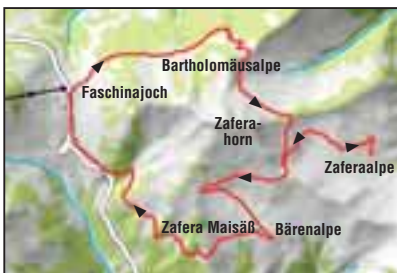 Bartholomäusalpe
Faschinajoch
Zafera-
horn
Zaferaalpe
Zafera Maisäß
Bärenalpe